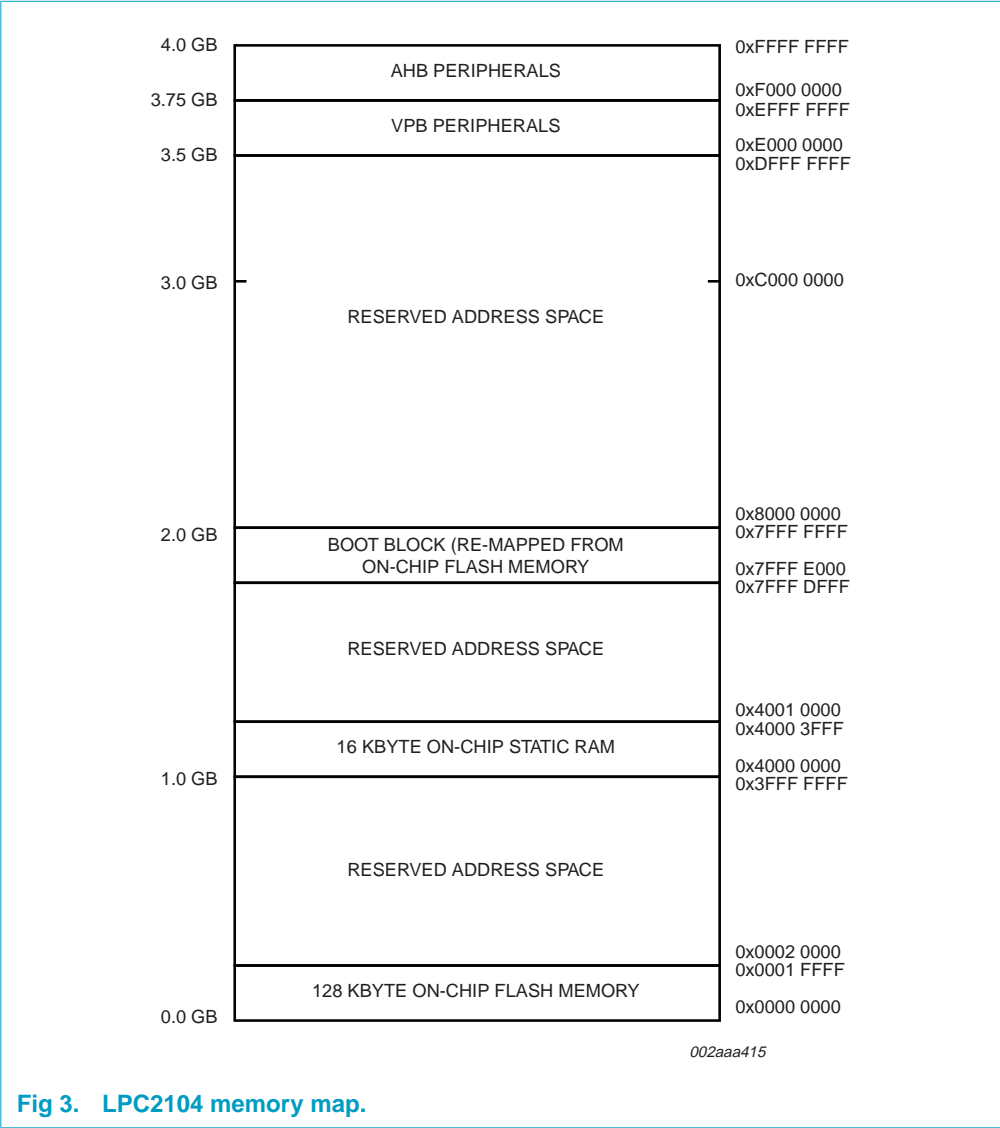 4.0 GB
0xFFFF FFFF
AHB PERIPHERALS
0xF000 0000
3.75 GB
0xEFFF FFFF
VPB PERIPHERALS
0xE000 0000
3.5 GB
0xDFFF FFFF
3.0 GB
0xC000 0000
RESERVED ADDRESS SPACE
0x8000 0000
2.0 GB
0x7FFF FFFF
BOOT BLOCK (RE-MAPPED FROM
ON-CHIP FLASH MEMORY
0x7FFF E000
0x7FFF DFFF
RESERVED ADDRESS SPACE
0x4001 0000
0x4000 3FFF
16 KBYTE ON-CHIP STATIC RAM
0x4000 0000
1.0 GB
0x3FFF FFFF
RESERVED ADDRESS SPACE
0x0002 0000
0x0001 FFFF
128 KBYTE ON-CHIP FLASH MEMORY
0x0000 0000
0.0 GB
002aaa415
Fig 3. LPC2104 memory map.